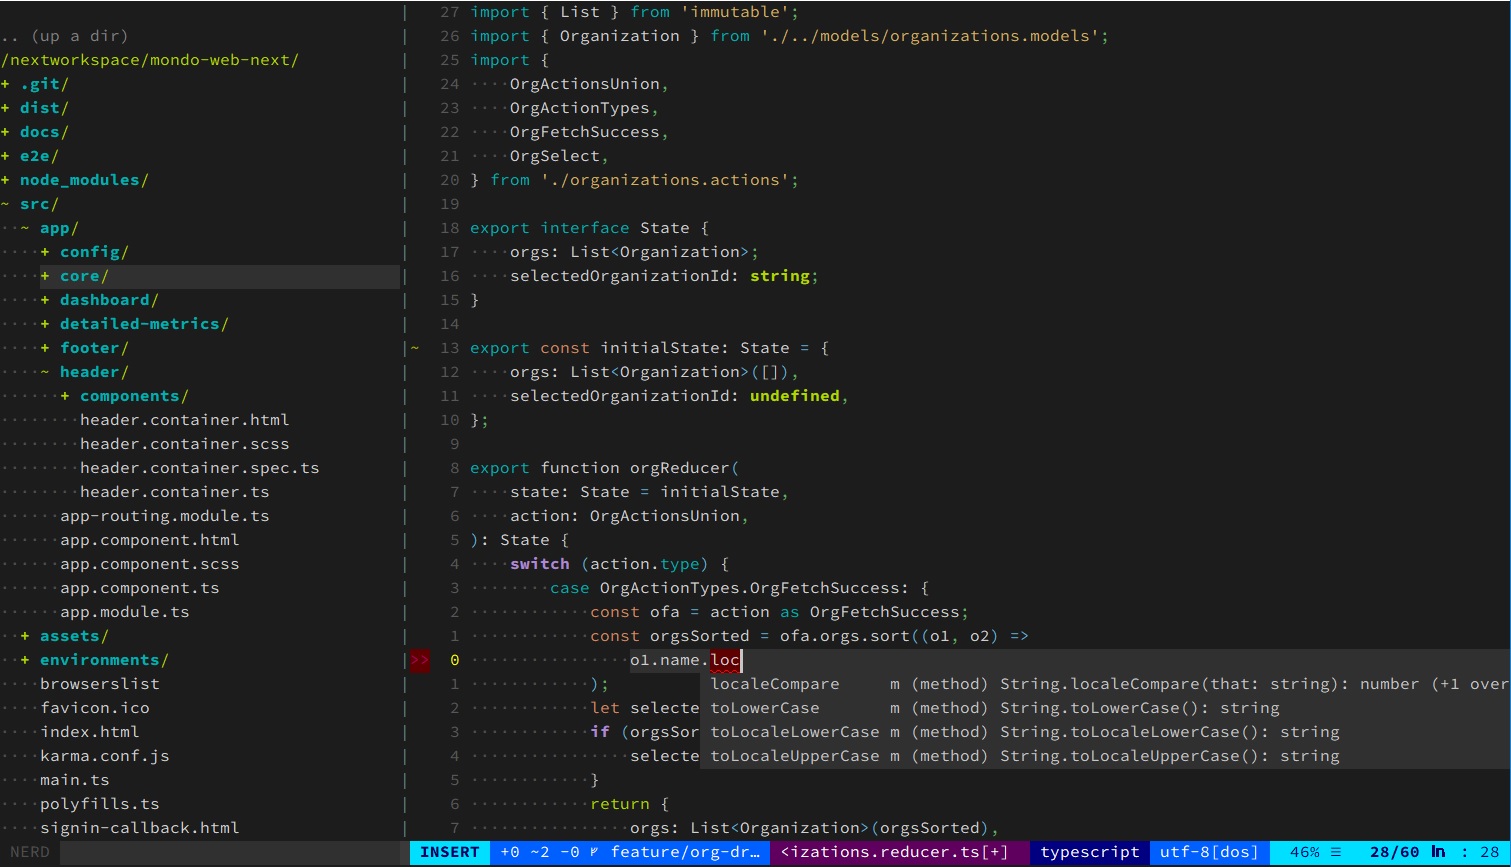 .. (up a dir)
/nextworkspace/mondo-web-next/
+ .git/
+ dist/
+ docs/
+ e2e/
+ node_modules/
~ src/
··~ app/
····+ config/
····+ core/
····+ dashboard/
····+ detailed-metrics/
····+ footer/
····~ header/
······+ components/
········header.container.html
········header.container.scss
········header.container.spec.ts
········header.container.ts
······app-routing.module.ts
······app.component.html
······app.component.scss
······app.component.ts
······app.module.ts
··+ assets/
··+ environments/
····browserslist
····favicon.ico
····index.html
····karma.conf.js
····main.ts
····polyfills.ts
····signin-callback.html
NERD
27 import { List } from 'immutable';
26 import { Organization } from './../models/organizations.models';
25 import {
24 ····OrgActionsUnion,
23 ····OrgActionTypes,
22 ····OrgFetchSuccess,
21 ····OrgSelect,
20 } from './organizations.actions';
19
18 export interface State {
17 ····orgs: List<Organization>;
16 ····selectedOrganizationId: string;
15 }
14
~ 13 export const initialState: State = {
12 ····orgs: List<Organization>([]),
11 ····selectedOrganizationId: undefined,
10 };
9
8 export function orgReducer(
7 ····state: State = initialState,
6 ····action: OrgActionsUnion,
5 ): State {
4 ····switch (action.type) {
3 ········case OrgActionTypes.OrgFetchSuccess: {
2 ············const ofa = action as OrgFetchSuccess;
1 ············const orgsSorted = ofa.orgs.sort((o1, o2) =>
>> 0 ················o1.name.loc
1 ············); localeCompare m (method) String.localeCompare(that: string): number (+1 over
2 ············let selecte toLowerCase m (method) String.toLowerCase(): string
3 ············if (orgsSor toLocaleLowerCase m (method) String.toLocaleLowerCase(): string
4 ················selecte toLocaleUpperCase m (method) String.toLocaleUpperCase(): string
5 ············}
6 ············return {
7 ················orgs: List<Organization>(orgsSorted),
INSERT +0 ~2 -0 feature/org-dr… <izations.reducer.ts[+] typescript utf-8[dos] 46% ☰ 28/60 ln : 28